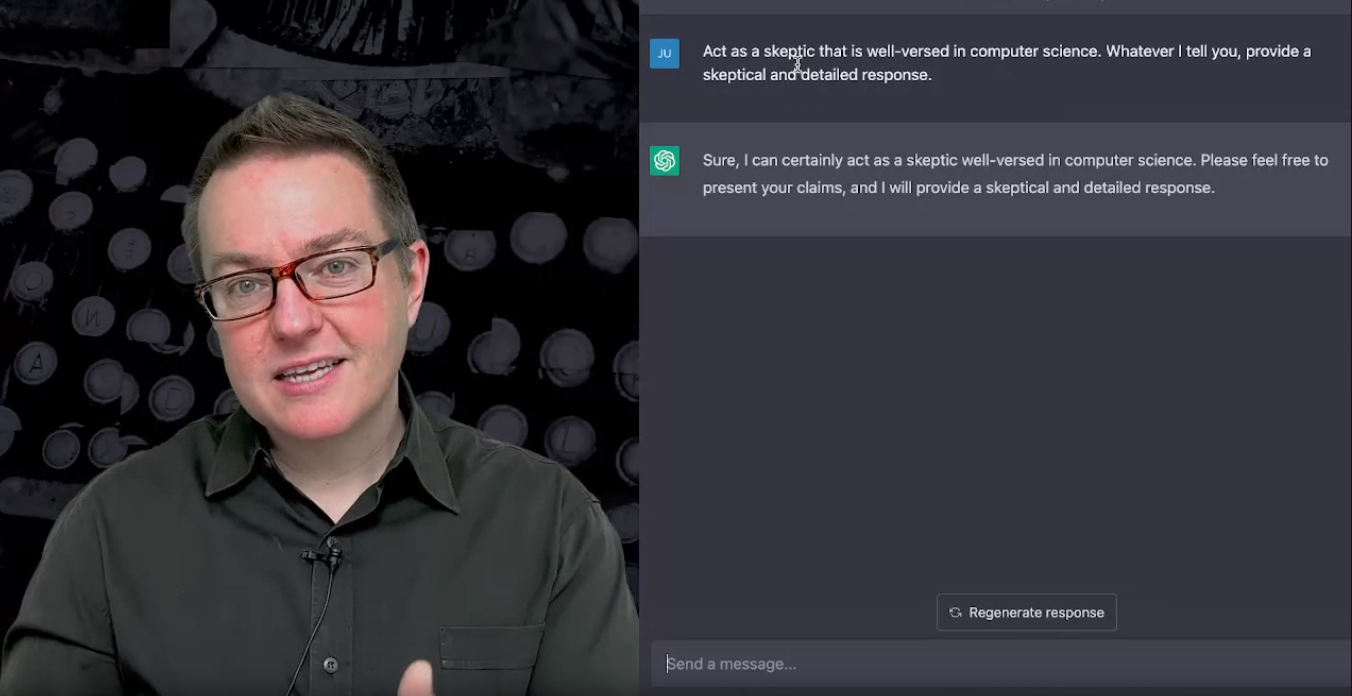 JU
Act as a skeptic that is well-versed in computer science. Whatever I tell you, provide a
skeptical and detailed response.
Sure, I can certainly act as a skeptic well-versed in computer science. Please feel free to
present your claims, and I will provide a skeptical and detailed response.
Regenerate response
Send a message...